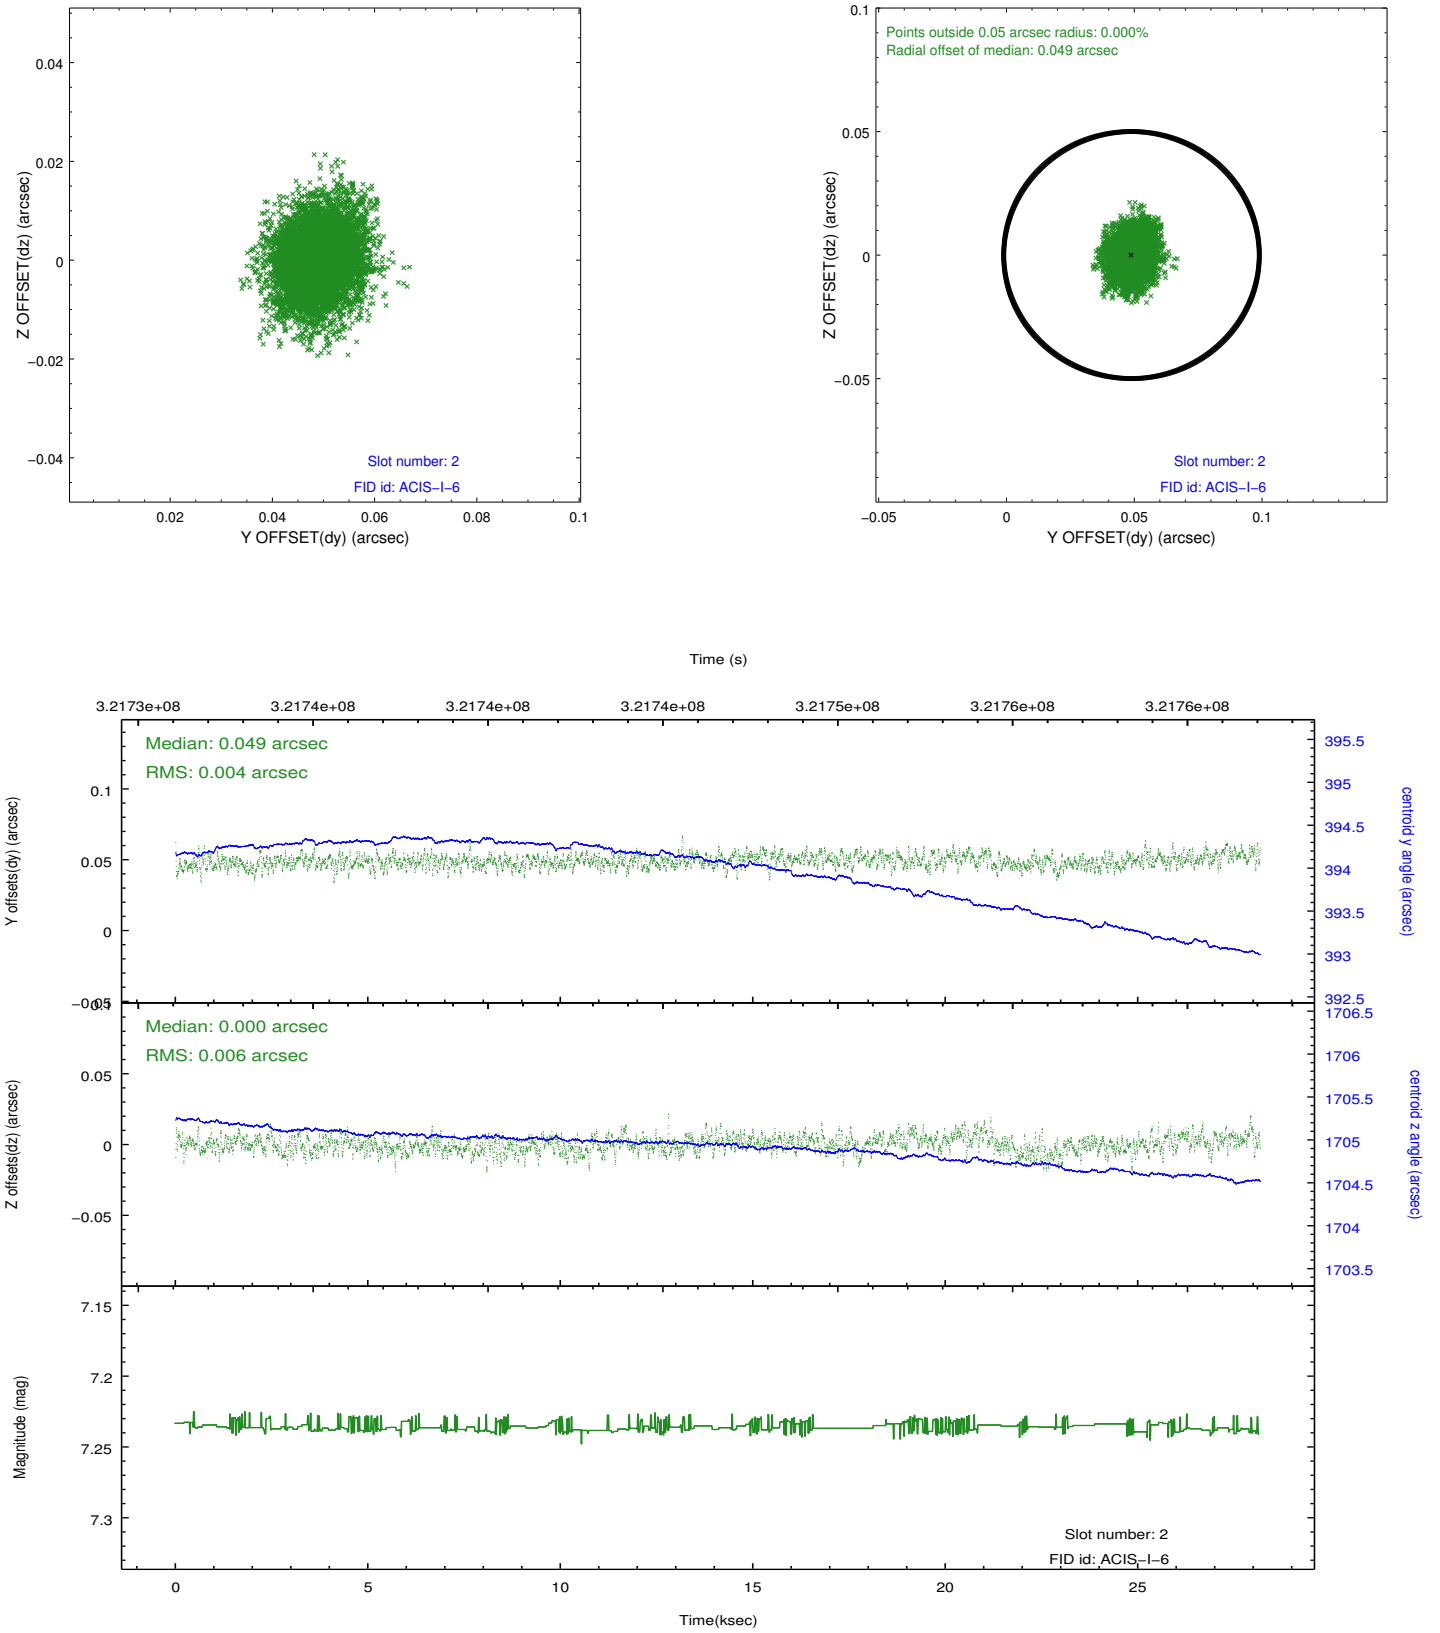 0.04
0.02
0
−0.02
−0.04
Z OFFSET(dz) (arcsec)
Slot number: 2
FID id: ACIS−I−6
0.02
0.04
0.06
0.08
0.1
Y OFFSET(dy) (arcsec)
Points outside 0.05 arcsec radius: 0.000%
Radial offset of median: 0.049 arcsec
0.1
0.05
0
−0.05
Z OFFSET(dz) (arcsec)
Slot number: 2
FID id: ACIS−I−6
−0.05
0
0.05
0.1
Y OFFSET(dy) (arcsec)
Time (s)
3.2173e+08
3.2174e+08
3.2174e+08
3.2174e+08
3.2175e+08
3.2176e+08
3.2176e+08
Median: 0.049 arcsec
RMS: 0.004 arcsec
0.1
0.05
0
−0.05
Y offsets(dy) (arcsec)
395.5
395
394.5
394
393.5
393
392.5
centroid y angle (arcsec)
Median: 0.000 arcsec
RMS: 0.006 arcsec
0.1
0.05
0
−0.05
Z offsets(dz) (arcsec)
1706.5
1706
1705.5
1705
1704.5
1704
1703.5
centroid z angle (arcsec)
7.15
7.2
7.25
7.3
Magnitude (mag)
Slot number: 2
FID id: ACIS−I−6
0
5
10
15
20
25
Time(ksec)